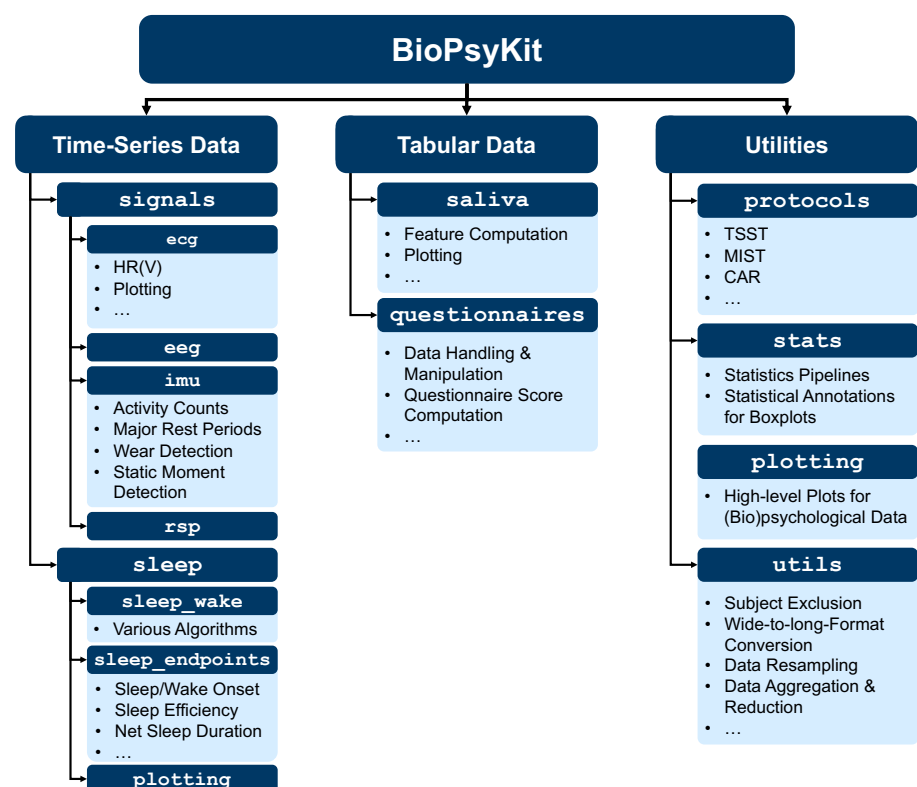 BioPsyKit
Time-Series Data
signals
ecg
• HR(V)
• Plotting
• …
eeg
imu
• Activity Counts
• Major Rest Periods
• Wear Detection
• Static Moment
Detection
rsp
sleep
sleep_wake
• Various Algorithms
sleep_endpoints
• Sleep/Wake Onset
• Sleep Efficiency
• Net Sleep Duration
• …
plotting
Tabular Data
saliva
• Feature Computation
• Plotting
• …
questionnaires
• Data Handling &
Manipulation
• Questionnaire Score
Computation
• …
Utilities
protocols
• TSST
• MIST
• CAR
• …
stats
• Statistics Pipelines
• Statistical Annotations
for Boxplots
plotting
• High-level Plots for
(Bio)psychological Data
utils
• Subject Exclusion
• Wide-to-long-Format
Conversion
• Data Resampling
• Data Aggregation &
Reduction
• …